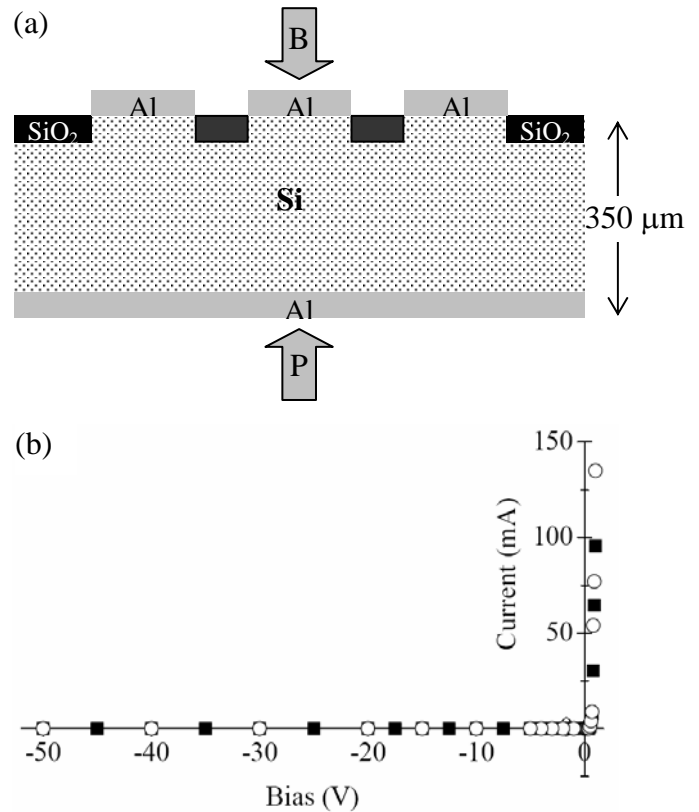 (a)
B
Al Al Al
SiO₂ SiO₂
Si
350 μm
Al
P
(b)
150
100
50
Current (mA)
-50 -40 -30 -20 -10 0
Bias (V)